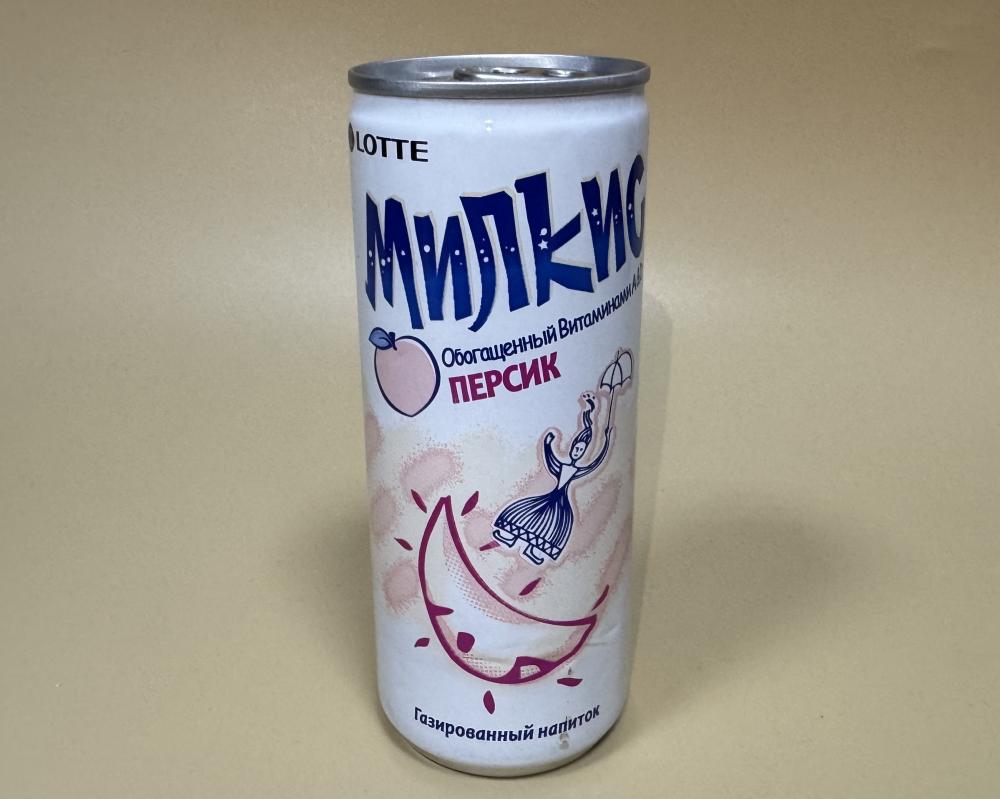 LOTTE
Милкис
Обогащенный Витаминами А,
ПЕРСИК
Газированный напиток